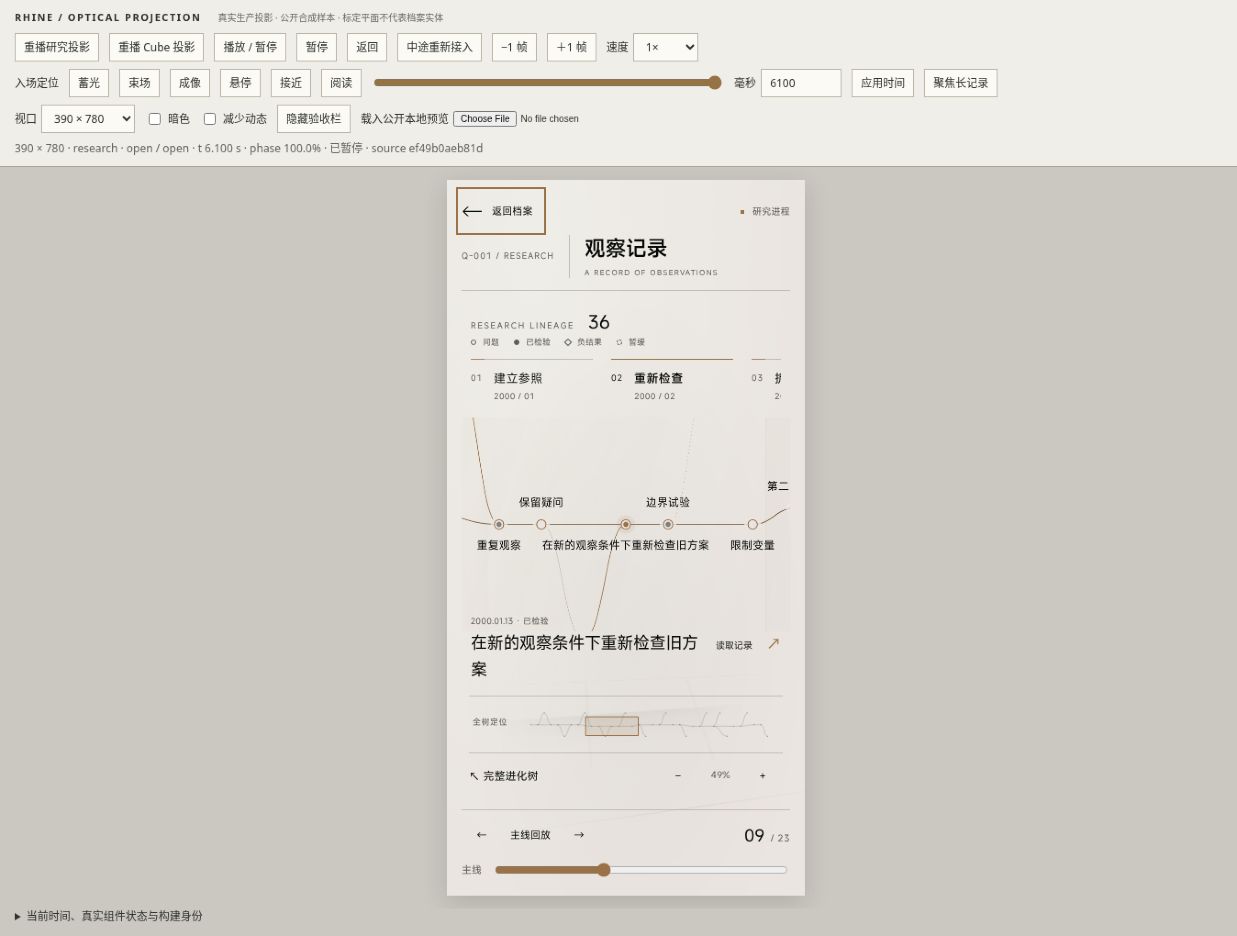 RHINE / OPTICAL PROJECTION 真实生产投影 · 公开合成样本 · 标定平面不代表档案实体
重播研究投影 重播 Cube 投影 播放 / 暂停 暂停 返回 中途重新接入 −1 帧 +1 帧 速度 1×
入场定位 蓄光 束场 成像 悬停 接近 阅读 毫秒 6100 应用时间 聚焦长记录
视口 390 × 780 暗色 减少动态 隐藏验收栏 载入公开本地预览 Choose File No file chosen
390 × 780 · research · open / open · t 6.100 s · phase 100.0% · 已暂停 · source ef49b0aeb81d
← 返回档案 研究进程
Q-001 / RESEARCH 观察记录
A RECORD OF OBSERVATIONS
RESEARCH LINEAGE 36
问题 已检验 负结果 暂缓
01 建立参照 02 重新检查 03
2000 / 01 2000 / 02
第二
保留疑问 边界试验
重复观察 在新的观察条件下重新检查旧方案 限制变量
2000.01.13 · 已检验
在新的观察条件下重新检查旧方案 读取记录 ↗
全树定位
↖ 完整进化树 − 49% +
← 主线回放 → 09 / 23
主线
▶ 当前时间、真实组件状态与构建身份